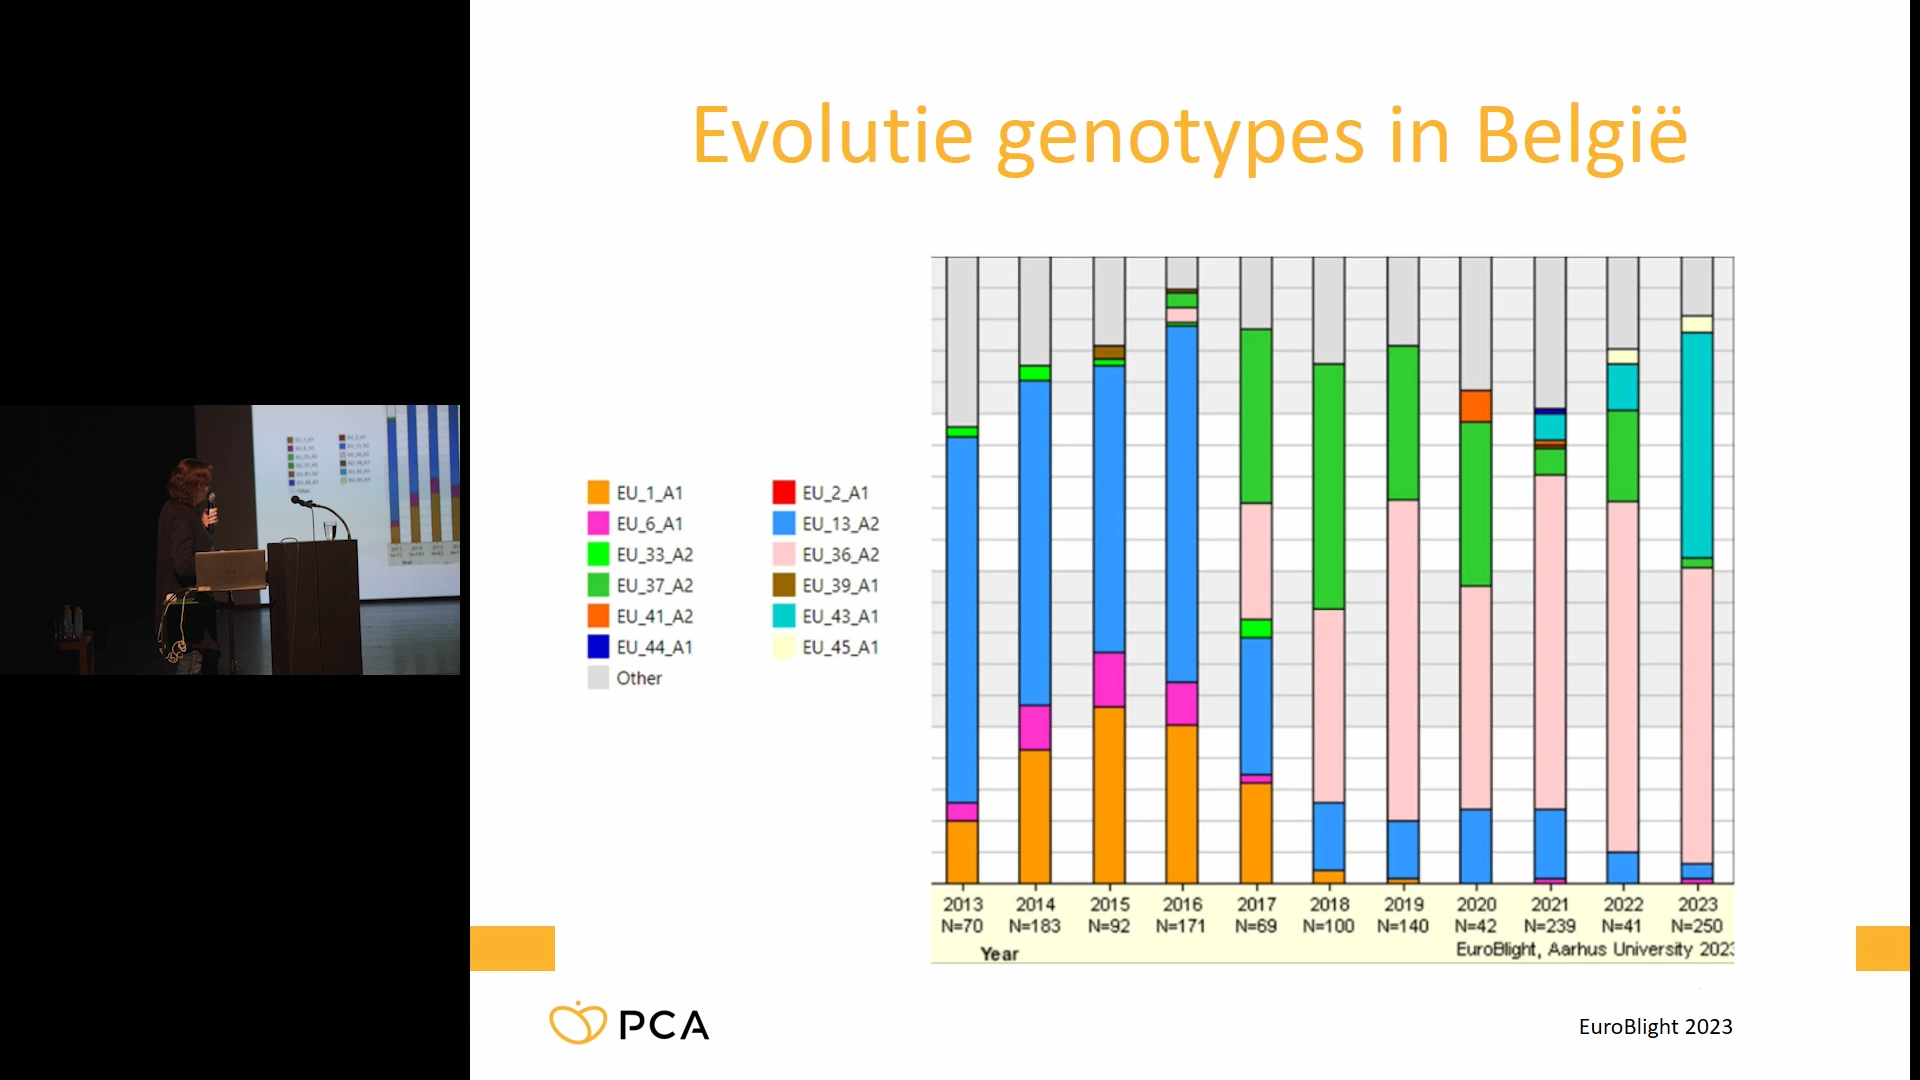 Evolutie genotypes in België
EU_1_A1
EU_2_A1
EU_6_A1
EU_13_A2
EU_33_A2
EU_36_A2
EU_37_A2
EU_39_A1
EU_41_A2
EU_43_A1
EU_44_A1
EU_45_A1
Other
2013 2014 2015 2016 2017 2018 2019 2020 2021 2022 2023
N=70 N=183 N=92 N=171 N=69 N=100 N=140 N=42 N=239 N=41 N=250
Year
EuroBlight, Aarhus University 2023
PCA
EuroBlight 2023